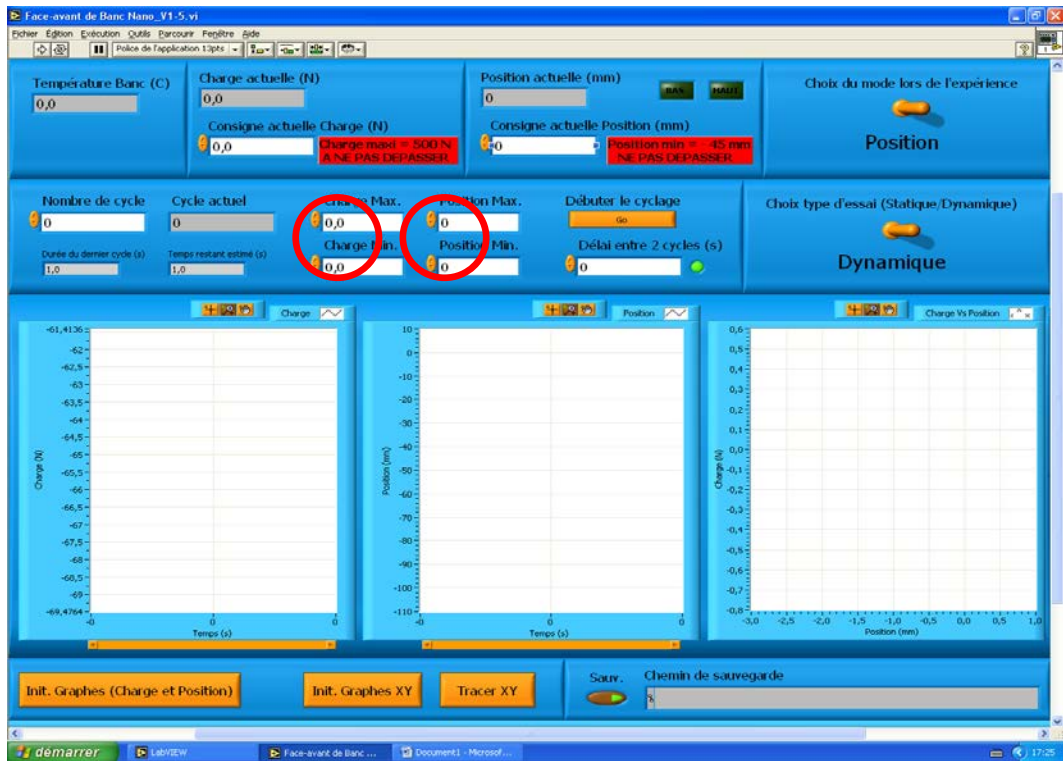 Face-avant de Banc Nano_V1-5.vi
Fichier Édition Exécution Outils Parcourir Fenêtre Aide
Police de l'application 13pts
Température Banc (C)
0,0
Charge actuelle (N)
0,0
Consigne actuelle Charge (N)
0,0
Charge maxi = 500 N
A NE PAS DEPASSER
Position actuelle (mm)
0
BAS HAUT
Consigne actuelle Position (mm)
0
Position min = -45 mm
NE PAS DEPASSER
Choix du mode lors de l'expérience
Position
Nombre de cycle
0
Cycle actuel
0
Durée du dernier cycle (s)
1,0
Temps restant estimé (s)
1,0
Charge Max.
0,0
Charge Min.
0,0
Position Max.
0
Position Min.
0
Débuter le cyclage
Go
Délai entre 2 cycles (s)
0
Choix type d'essai (Statique/Dynamique)
Dynamique
Charge
-61,4136
-62
-62,5
-63
-63,5
-64
-64,5
-65
-65,5
-66
-66,5
-67
-67,5
-68
-68,5
-69
-69,4764
Charge (N)
-0 0 0
Temps (s)
Position
10
0
-10
-20
-30
-40
-50
-60
-70
-80
-90
-100
-110
Position (mm)
-0 0 0
Temps (s)
Charge Vs Position
0,6
0,5
0,4
0,3
0,2
0,1
0,0
-0,1
-0,2
-0,3
-0,4
-0,5
-0,6
-0,7
-0,8
Charge (N)
-3,0 -2,5 -2,0 -1,5 -1,0 -0,5 0,0 0,5 1,0
Position (mm)
Init. Graphes (Charge et Position)
Init. Graphes XY
Tracer XY
Sauv.
Chemin de sauvegarde
démarrer
LabVIEW
Face-avant de Banc ...
Document1 - Microsof...
17:25